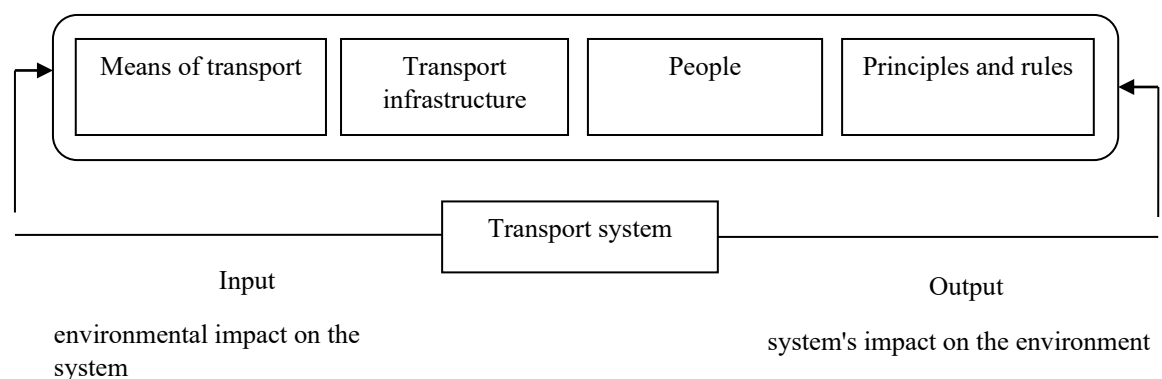 Means of transport
Transport
infrastructure
People
Principles and rules
Transport system
Input
Output
environmental impact on the
system
system's impact on the environment